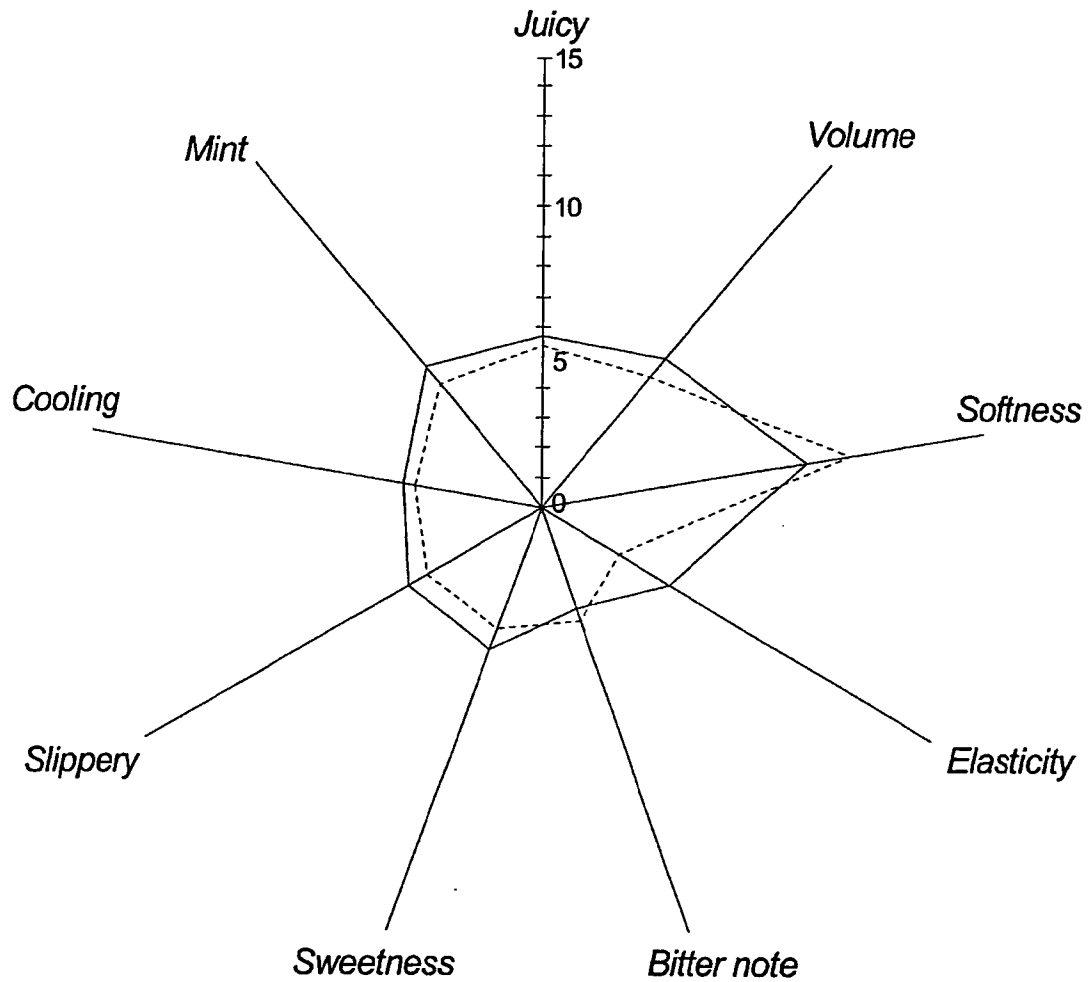 Juicy
15
Volume
Mint
10
Softness
Cooling
5
0
Elasticity
Slippery
Sweetness
Bitter note